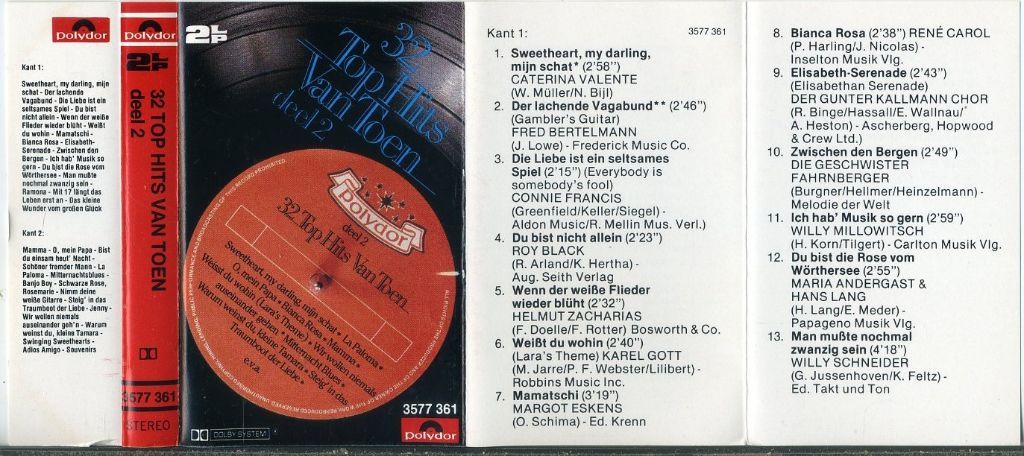 polydor
Kant 1:
Sweetheart, my darling, mijn
schat - Der lachende
Vagabund - Die Liebe ist ein
seltsames Spiel - Du bist
nicht allein - Wenn der weiße
Flieder wieder blüht - Weißt
du wohin - Mamatschi -
Bianca Rosa - Elisabeth-
Serenade - Zwischen den
Bergen - Ich hab' Musik so
gern - Du bist die Rose vom
Wörthersee - Man mußte
nochmal zwanzig sein -
Ramona - Mit 17 fängt das
Leben erst an - Das kleine
Wunder vom großen Glück
Kant 2:
Mamma - O, mein Papa - Bist
du einsam heut' Nacht -
Schöner fremder Mann - La
Paloma - Mitternachtsblues -
Banjo Boy - Schwarze Rose,
Rosemarie - Nimm deine
weiße Gitarre - Steig' in das
Traumboot der Liebe - Jenny -
Wir wollen niemals
auseinander geh'n - Warum
weinst du, kleine Tamara -
Swinging Sweethearts -
Adios Amigo - Souvenirs
polydor
2LP
32 TOP HITS VAN TOEN
deel 2
3577 361
STEREO
2LP
32
Top Hits
Van Toen
deel 2
polydor
deel 2
32 Top Hits Van Toen
Sweetheart, my darling, mijn schat • La Paloma
O, mein Papa • Bianca Rosa • Mamma •
Weisst du wohin (Lara's Theme) • Wir wollen niemals
auseinander gehen • Mitternacht Blues •
Warum weinst du, kleine Tamara • Steig' in das
Traumboot der Liebe •
e.v.a.
DOLBY SYSTEM
3577 361
polydor
Kant 1: 3577 361
1. Sweetheart, my darling,
mijn schat* (2'58")
CATERINA VALENTE
(W. Müller/N. Bijl)
2. Der lachende Vagabund** (2'46")
(Gambler's Guitar)
FRED BERTELMANN
(J. Lowe) - Frederick Music Co.
3. Die Liebe ist ein seltsames
Spiel (2'15") (Everybody is
somebody's fool)
CONNIE FRANCIS
(Greenfield/Keller/Siegel) -
Aldon Music/R. Mellin Mus. Verl.)
4. Du bist nicht allein (2'23")
ROY BLACK
(R. Arland/K. Hertha) -
Aug. Seith Verlag
5. Wenn der weiße Flieder
wieder blüht (2'32")
HELMUT ZACHARIAS
(F. Doelle/F. Rotter) Bosworth & Co.
6. Weißt du wohin (2'40")
(Lara's Theme) KAREL GOTT
(M. Jarre/P. F. Webster/Lilibert) -
Robbins Music Inc.
7. Mamatschi (3'19")
MARGOT ESKENS
(O. Schima) - Ed. Krenn
8. Bianca Rosa (2'38") RENÉ CAROL
(P. Harling/J. Nicolas) -
Inselton Musik Vlg.
9. Elisabeth-Serenade (2'43")
(Elisabethan Serenade)
DER GUNTER KALLMANN CHOR
(R. Binge/Hassall/E. Wallnau/
A. Heston) - Ascherberg, Hopwood
& Crew Ltd.)
10. Zwischen den Bergen (2'49")
DIE GESCHWISTER
FAHRNBERGER
(Burgner/Hellmer/Heinzelmann) -
Melodie der Welt
11. Ich hab' Musik so gern (2'59")
WILLY MILLOWITSCH
(H. Korn/Tilgert) - Carlton Musik Vlg.
12. Du bist die Rose vom
Wörthersee (2'55")
MARIA ANDERGAST &
HANS LANG
(H. Lang/E. Meder) -
Papageno Musik Vlg.
13. Man mußte nochmal
zwanzig sein (4'18")
WILLY SCHNEIDER
(G. Jussenhoven/K. Feltz) -
Ed. Takt und Ton